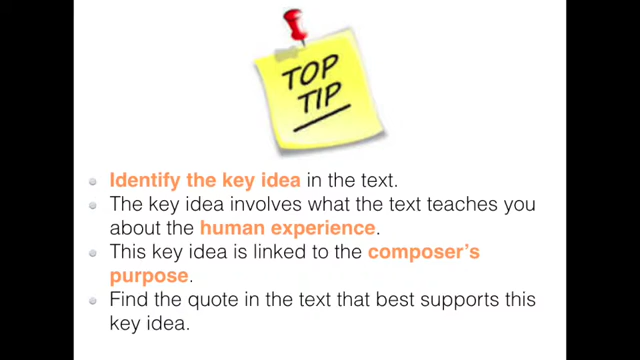 TOP
TIP
Identify the key idea in the text.
The key idea involves what the text teaches you
about the human experience.
This key idea is linked to the composer's
purpose.
Find the quote in the text that best supports this
key idea.